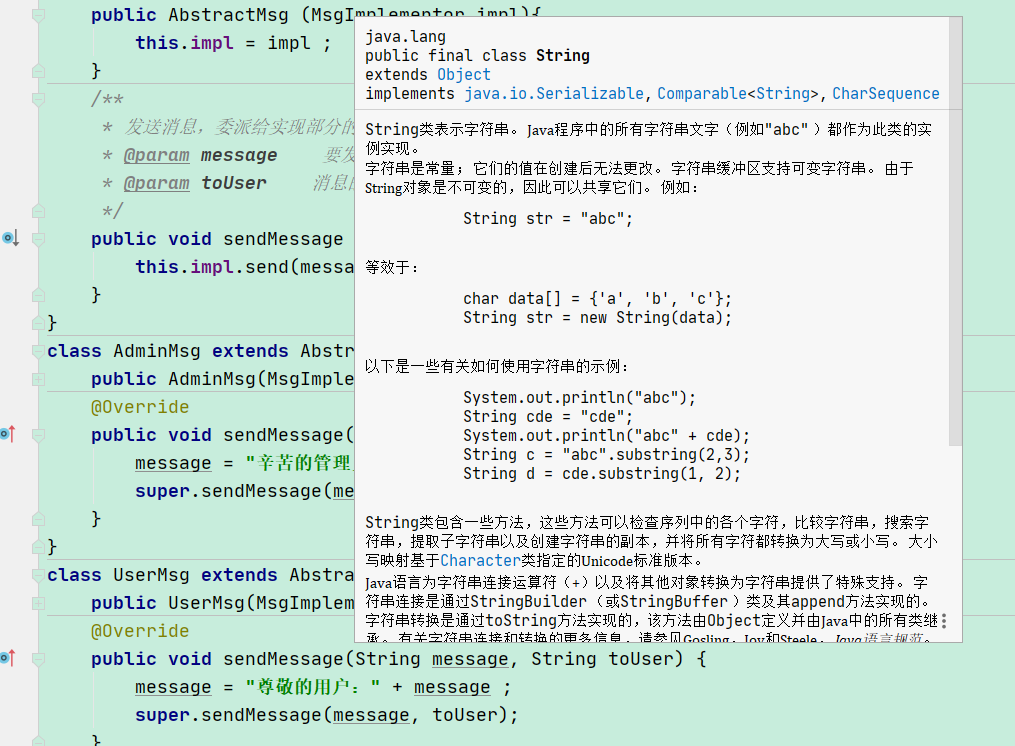 public AbstractMsg (MsgImplementor impl){
this.impl = impl ;
}
/**
* 发送消息，委派给实现部分的
* @param message 要发
* @param toUser 消息
*/
public void sendMessage
this.impl.send(messa
}
}
class AdminMsg extends Abstr
public AdminMsg(MsgImple
@Override
public void sendMessage(
message = "辛苦的管理
super.sendMessage(me
}
}
class UserMsg extends Abstra
public UserMsg(MsgImplem
@Override
public void sendMessage(String message, String toUser) {
message = "尊敬的用户：" + message ;
super.sendMessage(message, toUser);
}
java.lang
public final class String
extends Object
implements java.io.Serializable, Comparable<String>, CharSequence
String类表示字符串。 Java程序中的所有字符串文字（例如"abc" ）都作为此类的实
例实现。
字符串是常量； 它们的值在创建后无法更改。 字符串缓冲区支持可变字符串。 由于
String对象是不可变的，因此可以共享它们。 例如：
String str = "abc";
等效于：
char data[] = {'a', 'b', 'c'};
String str = new String(data);
以下是一些有关如何使用字符串的示例：
System.out.println("abc");
String cde = "cde";
System.out.println("abc" + cde);
String c = "abc".substring(2,3);
String d = cde.substring(1, 2);
String类包含一些方法，这些方法可以检查序列中的各个字符，比较字符串，搜索字
符串，提取子字符串以及创建字符串的副本，并将所有字符都转换为大写或小写。 大小
写映射基于Character类指定的Unicode标准版本。
Java语言为字符串连接运算符（+）以及将其他对象转换为字符串提供了特殊支持。 字
符串连接是通过StringBuilder （或StringBuffer ）类及其append方法实现的。
字符串转换是通过toString方法实现的，该方法由Object定义并由Java中的所有类继
承。 有关字符串连接和转换的更多信息，请参见Gosling，Joy和Steele， Java语言规范。